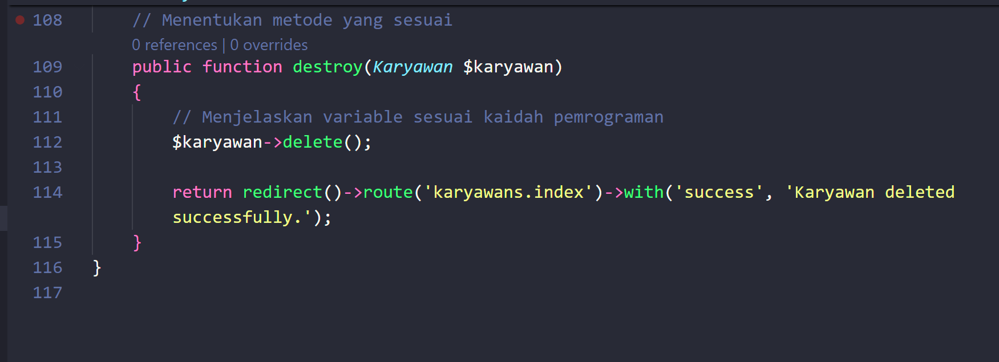 108 // Menentukan metode yang sesuai
0 references | 0 overrides
109 public function destroy(Karyawan $karyawan)
110 {
111 // Menjelaskan variable sesuai kaidah pemrograman
112 $karyawan->delete();
113
114 return redirect()->route('karyawans.index')->with('success', 'Karyawan deleted
successfully.');
115 }
116 }
117